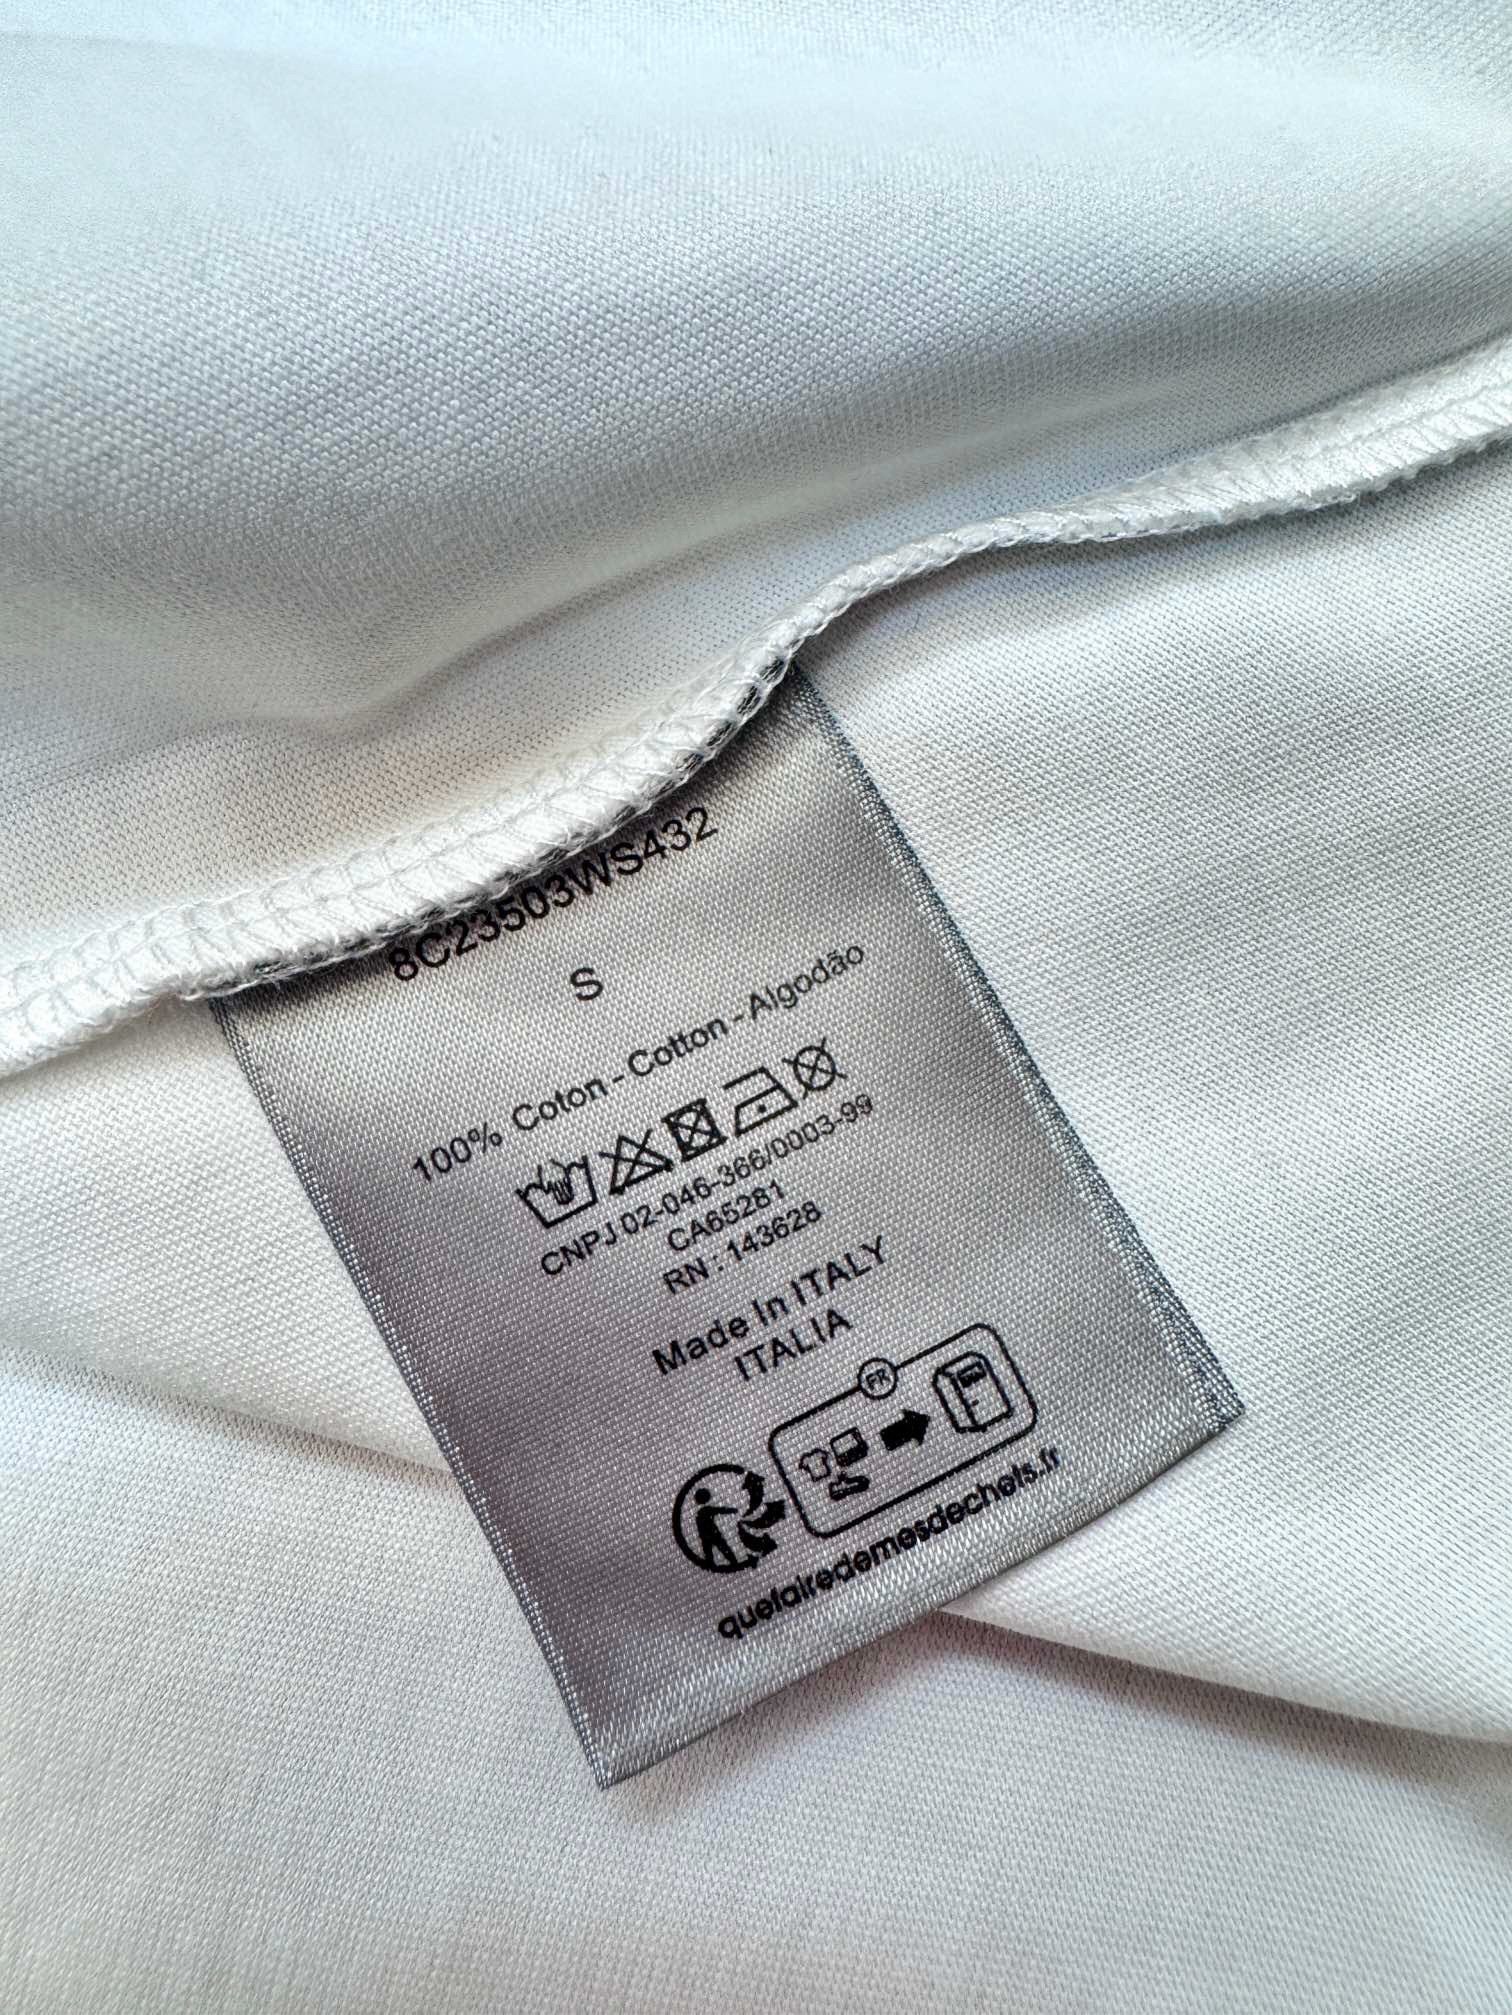 8C23503WS432
S
100% Coton - Cotton - Algodão
CNPJ 02-046-366/0003-99
CA65281
RN : 143628
Made In ITALY
ITALIA
FR
quefairedemesdechets.fr